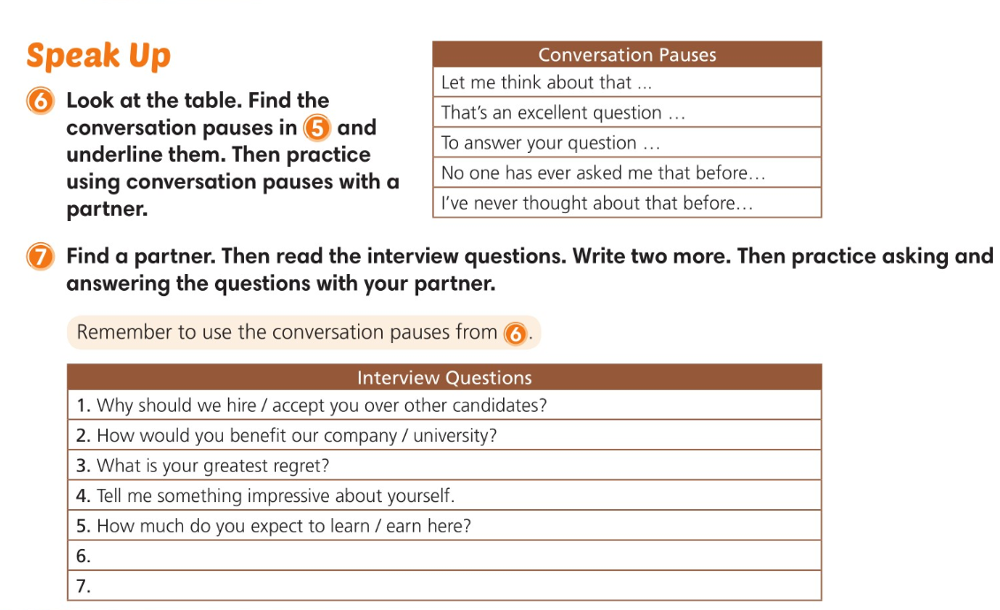 Speak Up
6 Look at the table. Find the
conversation pauses in 5 and
underline them. Then practice
using conversation pauses with a
partner.
Conversation Pauses
Let me think about that ...
That's an excellent question ...
To answer your question ...
No one has ever asked me that before...
I've never thought about that before...
7 Find a partner. Then read the interview questions. Write two more. Then practice asking and
answering the questions with your partner.
Remember to use the conversation pauses from 6.
Interview Questions
1. Why should we hire / accept you over other candidates?
2. How would you benefit our company / university?
3. What is your greatest regret?
4. Tell me something impressive about yourself.
5. How much do you expect to learn / earn here?
6.
7.